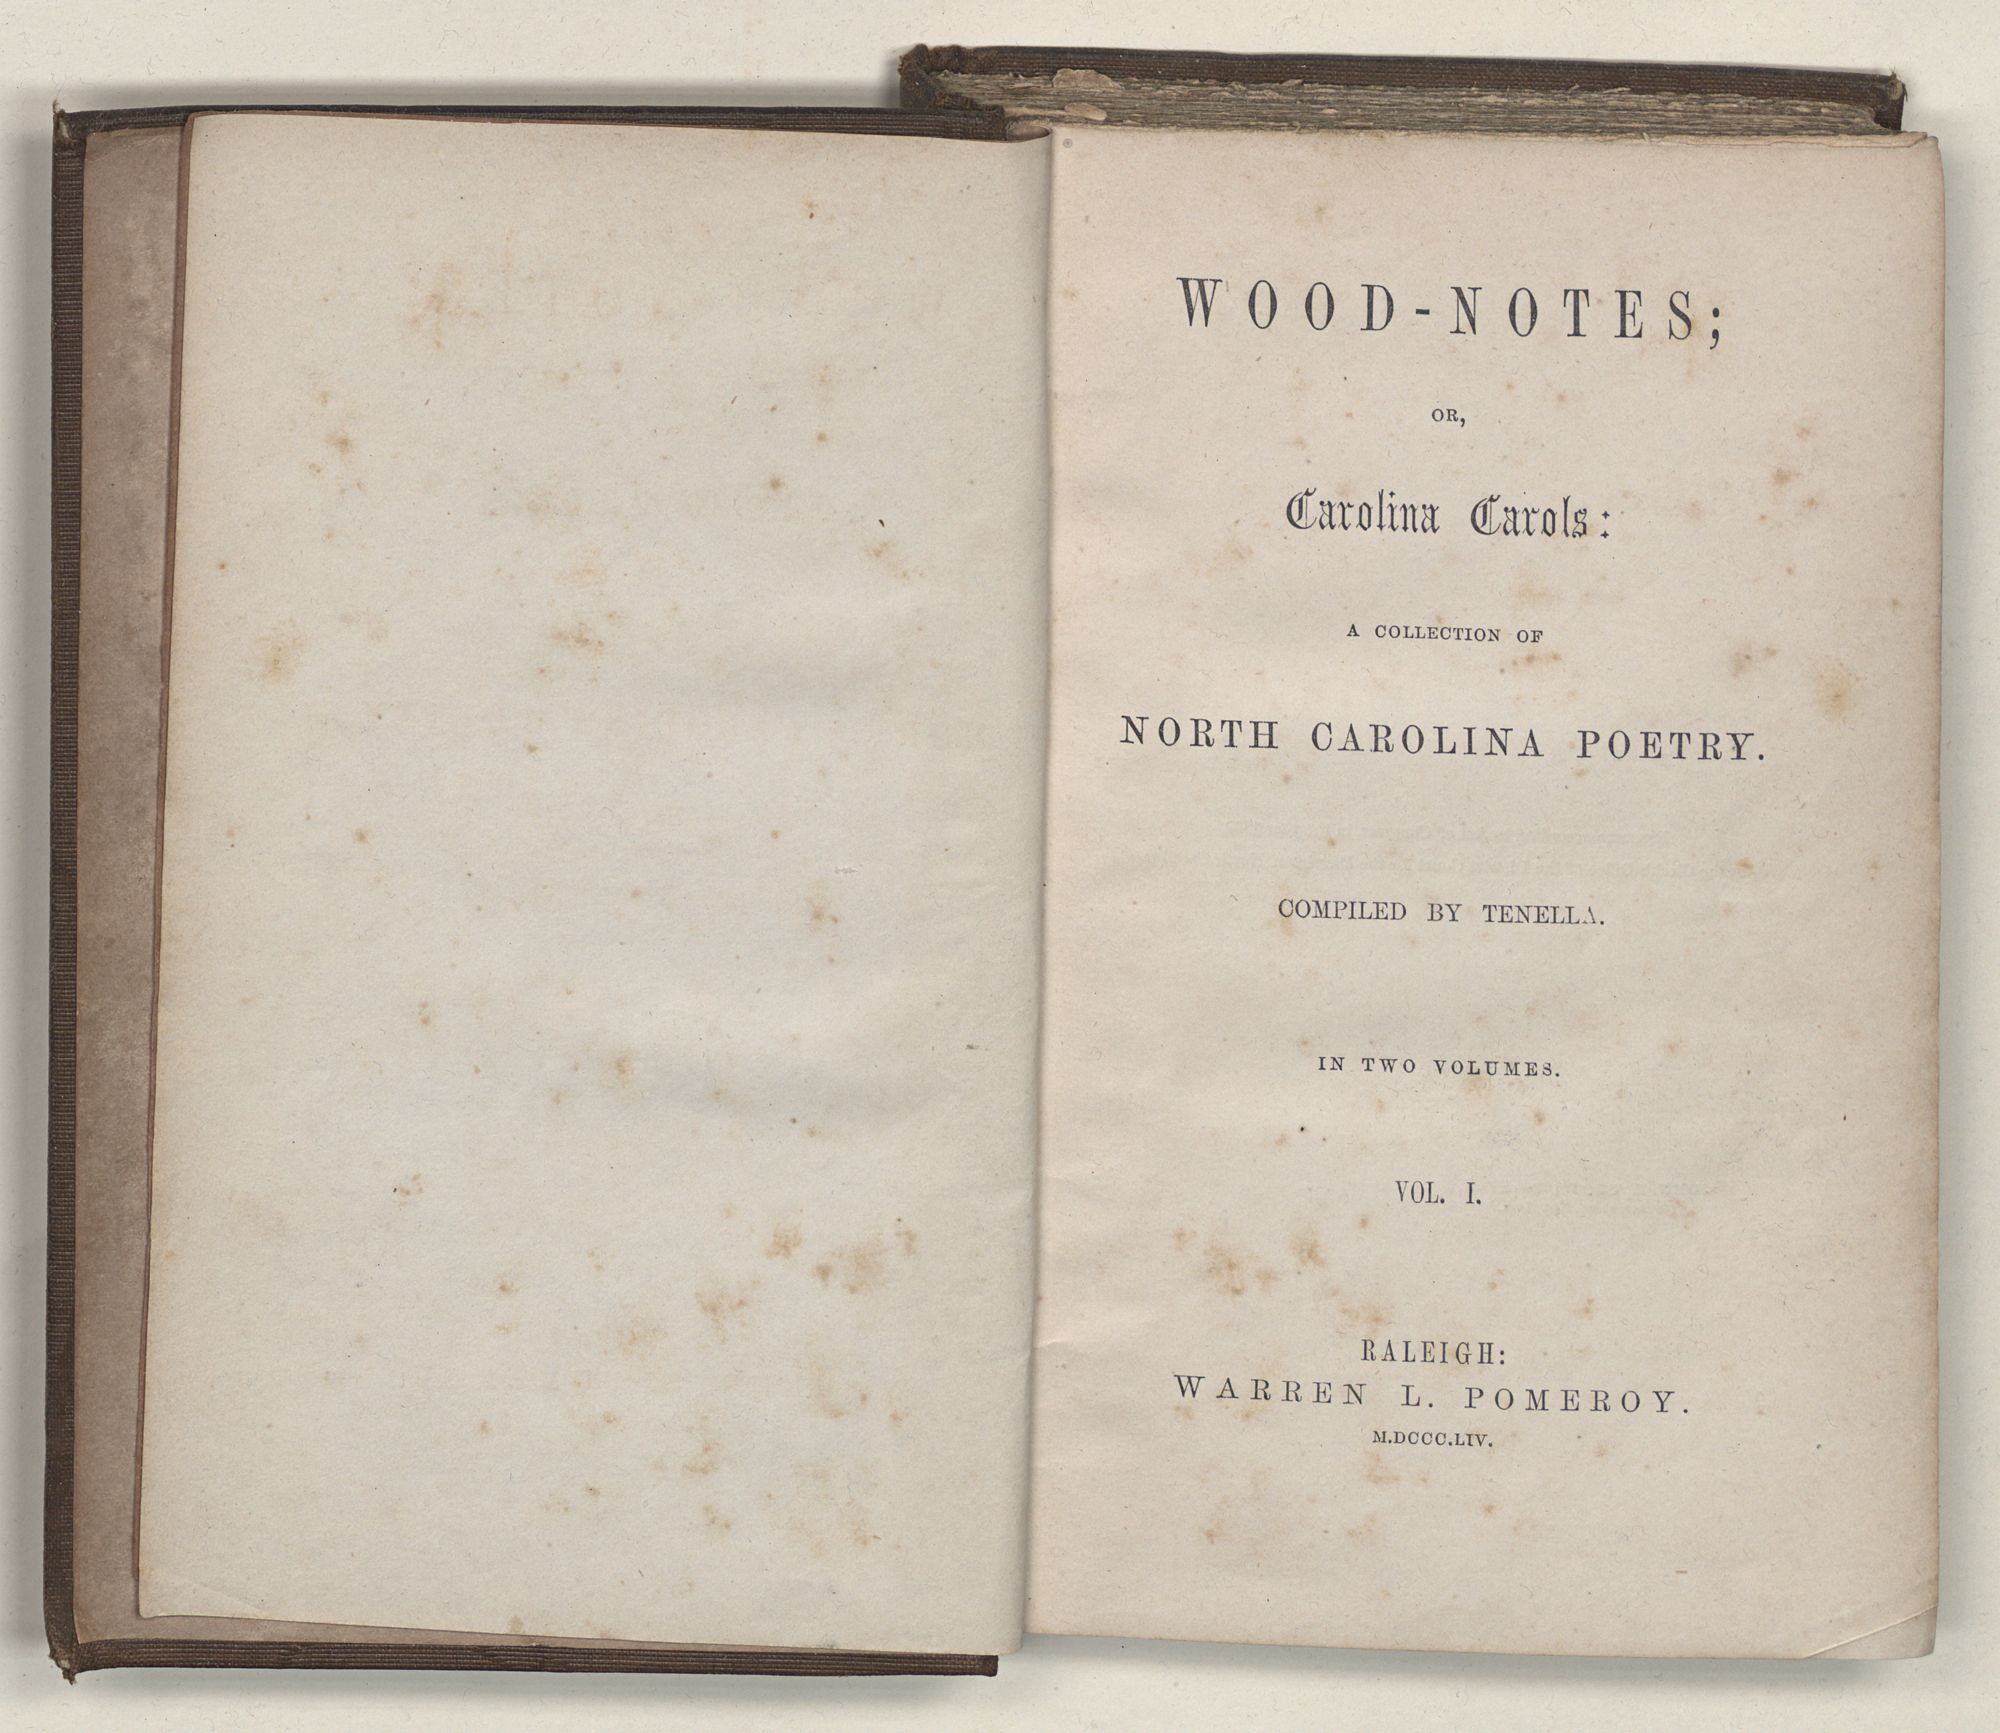 WOOD-NOTES;
OR,
Carolina Carols:
A COLLECTION OF
NORTH CAROLINA POETRY.
COMPILED BY TENELLA.
IN TWO VOLUMES.
VOL. I.
RALEIGH:
WARREN L. POMEROY.
M.DCCC.LIV.